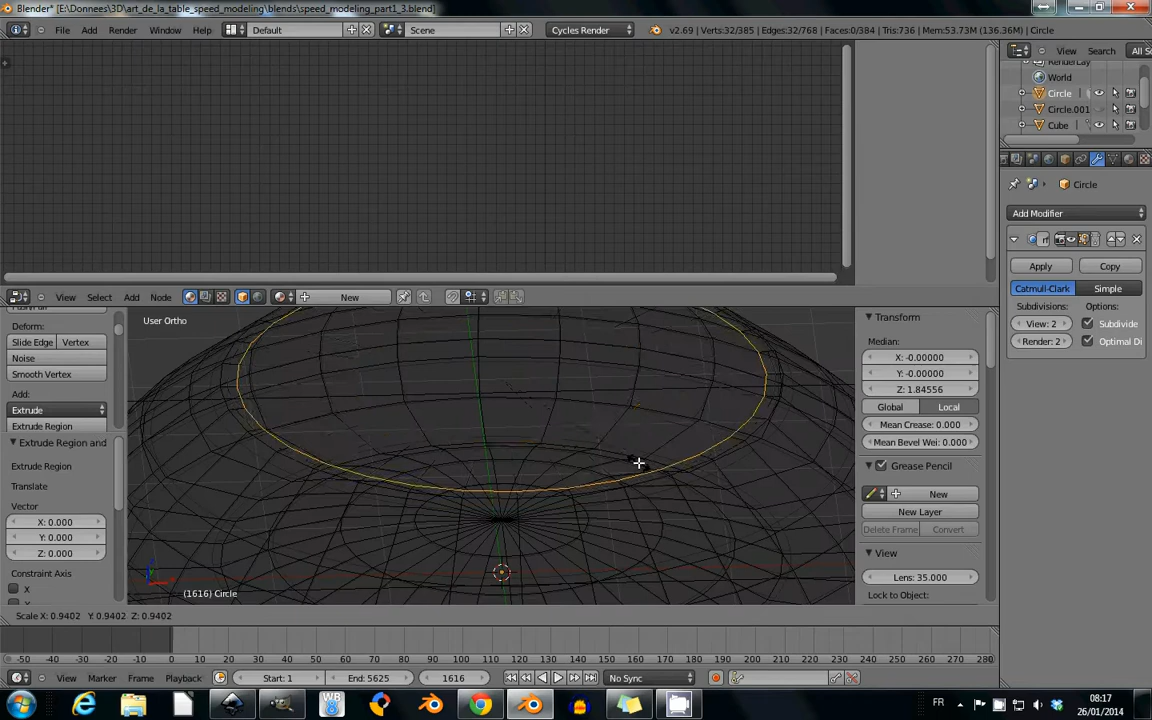 Blender* [E:\Donnees\3D\art_de_la_table_speed_modeling\blends\speed_modeling_part1_3.blend]
File Add Render Window Help Default Scene Cycles Render v2.69 | Verts:32/385 | Edges:32/768 | Faces:0/384 | Tris:736 | Mem:53.73M (136.36M) | Circle
View Search All S
RenderLay
World
Circle
Circle.001
Cube
Circle
Add Modifier
Apply Copy
Catmull-Clark Simple
Subdivisions: Options:
View: 2 Subdivide
Render: 2 Optimal Di
View Select Add Node New
Deform:
Slide Edge Vertex
Noise
Smooth Vertex
Add:
Extrude
Extrude Region
Extrude Region and
Extrude Region
Translate
Vector
X: 0.000
Y: 0.000
Z: 0.000
Constraint Axis
X
User Ortho
(1616) Circle
Transform
Median:
X: -0.00000
Y: -0.00000
Z: 1.84556
Global Local
Mean Crease: 0.000
Mean Bevel Wei: 0.000
Grease Pencil
New
New Layer
Delete Frame Convert
View
Lens: 35.000
Lock to Object:
Scale X: 0.9402 Y: 0.9402 Z: 0.9402
-50 -40 -30 -20 -10 0 10 20 30 40 50 60 70 80 90 100 110 120 130 140 150 160 170 180 190 200 210 220 230 240 250 260 270 280
View Marker Frame Playback Start: 1 End: 5625 1616 No Sync
FR 08:17
26/01/2014